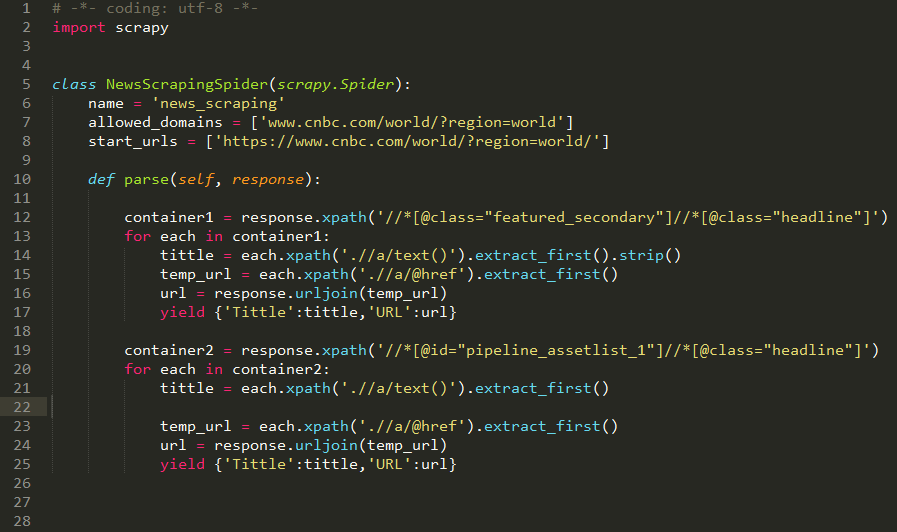 1 # -*- coding: utf-8 -*-
2 import scrapy
3
4
5 class NewsScrapingSpider(scrapy.Spider):
6     name = 'news_scraping'
7     allowed_domains = ['www.cnbc.com/world/?region=world']
8     start_urls = ['https://www.cnbc.com/world/?region=world/']
9
10     def parse(self, response):
11
12         container1 = response.xpath('//*[@class="featured_secondary"]//*[@class="headline"]')
13         for each in container1:
14             tittle = each.xpath('.//a/text()').extract_first().strip()
15             temp_url = each.xpath('.//a/@href').extract_first()
16             url = response.urljoin(temp_url)
17             yield {'Tittle':tittle,'URL':url}
18
19         container2 = response.xpath('//*[@id="pipeline_assetlist_1"]//*[@class="headline"]')
20         for each in container2:
21             tittle = each.xpath('.//a/text()').extract_first()
22
23             temp_url = each.xpath('.//a/@href').extract_first()
24             url = response.urljoin(temp_url)
25             yield {'Tittle':tittle,'URL':url}
26
27
28